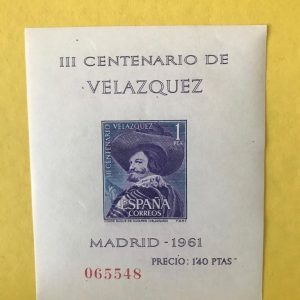 III CENTENARIO DE
VELAZQUEZ
III CENTENARIO
VELAZQUEZ
1
PTA
ESPAÑA
CORREOS
MADRID - 1961
PRECIO: 1'40 PTAS
065548